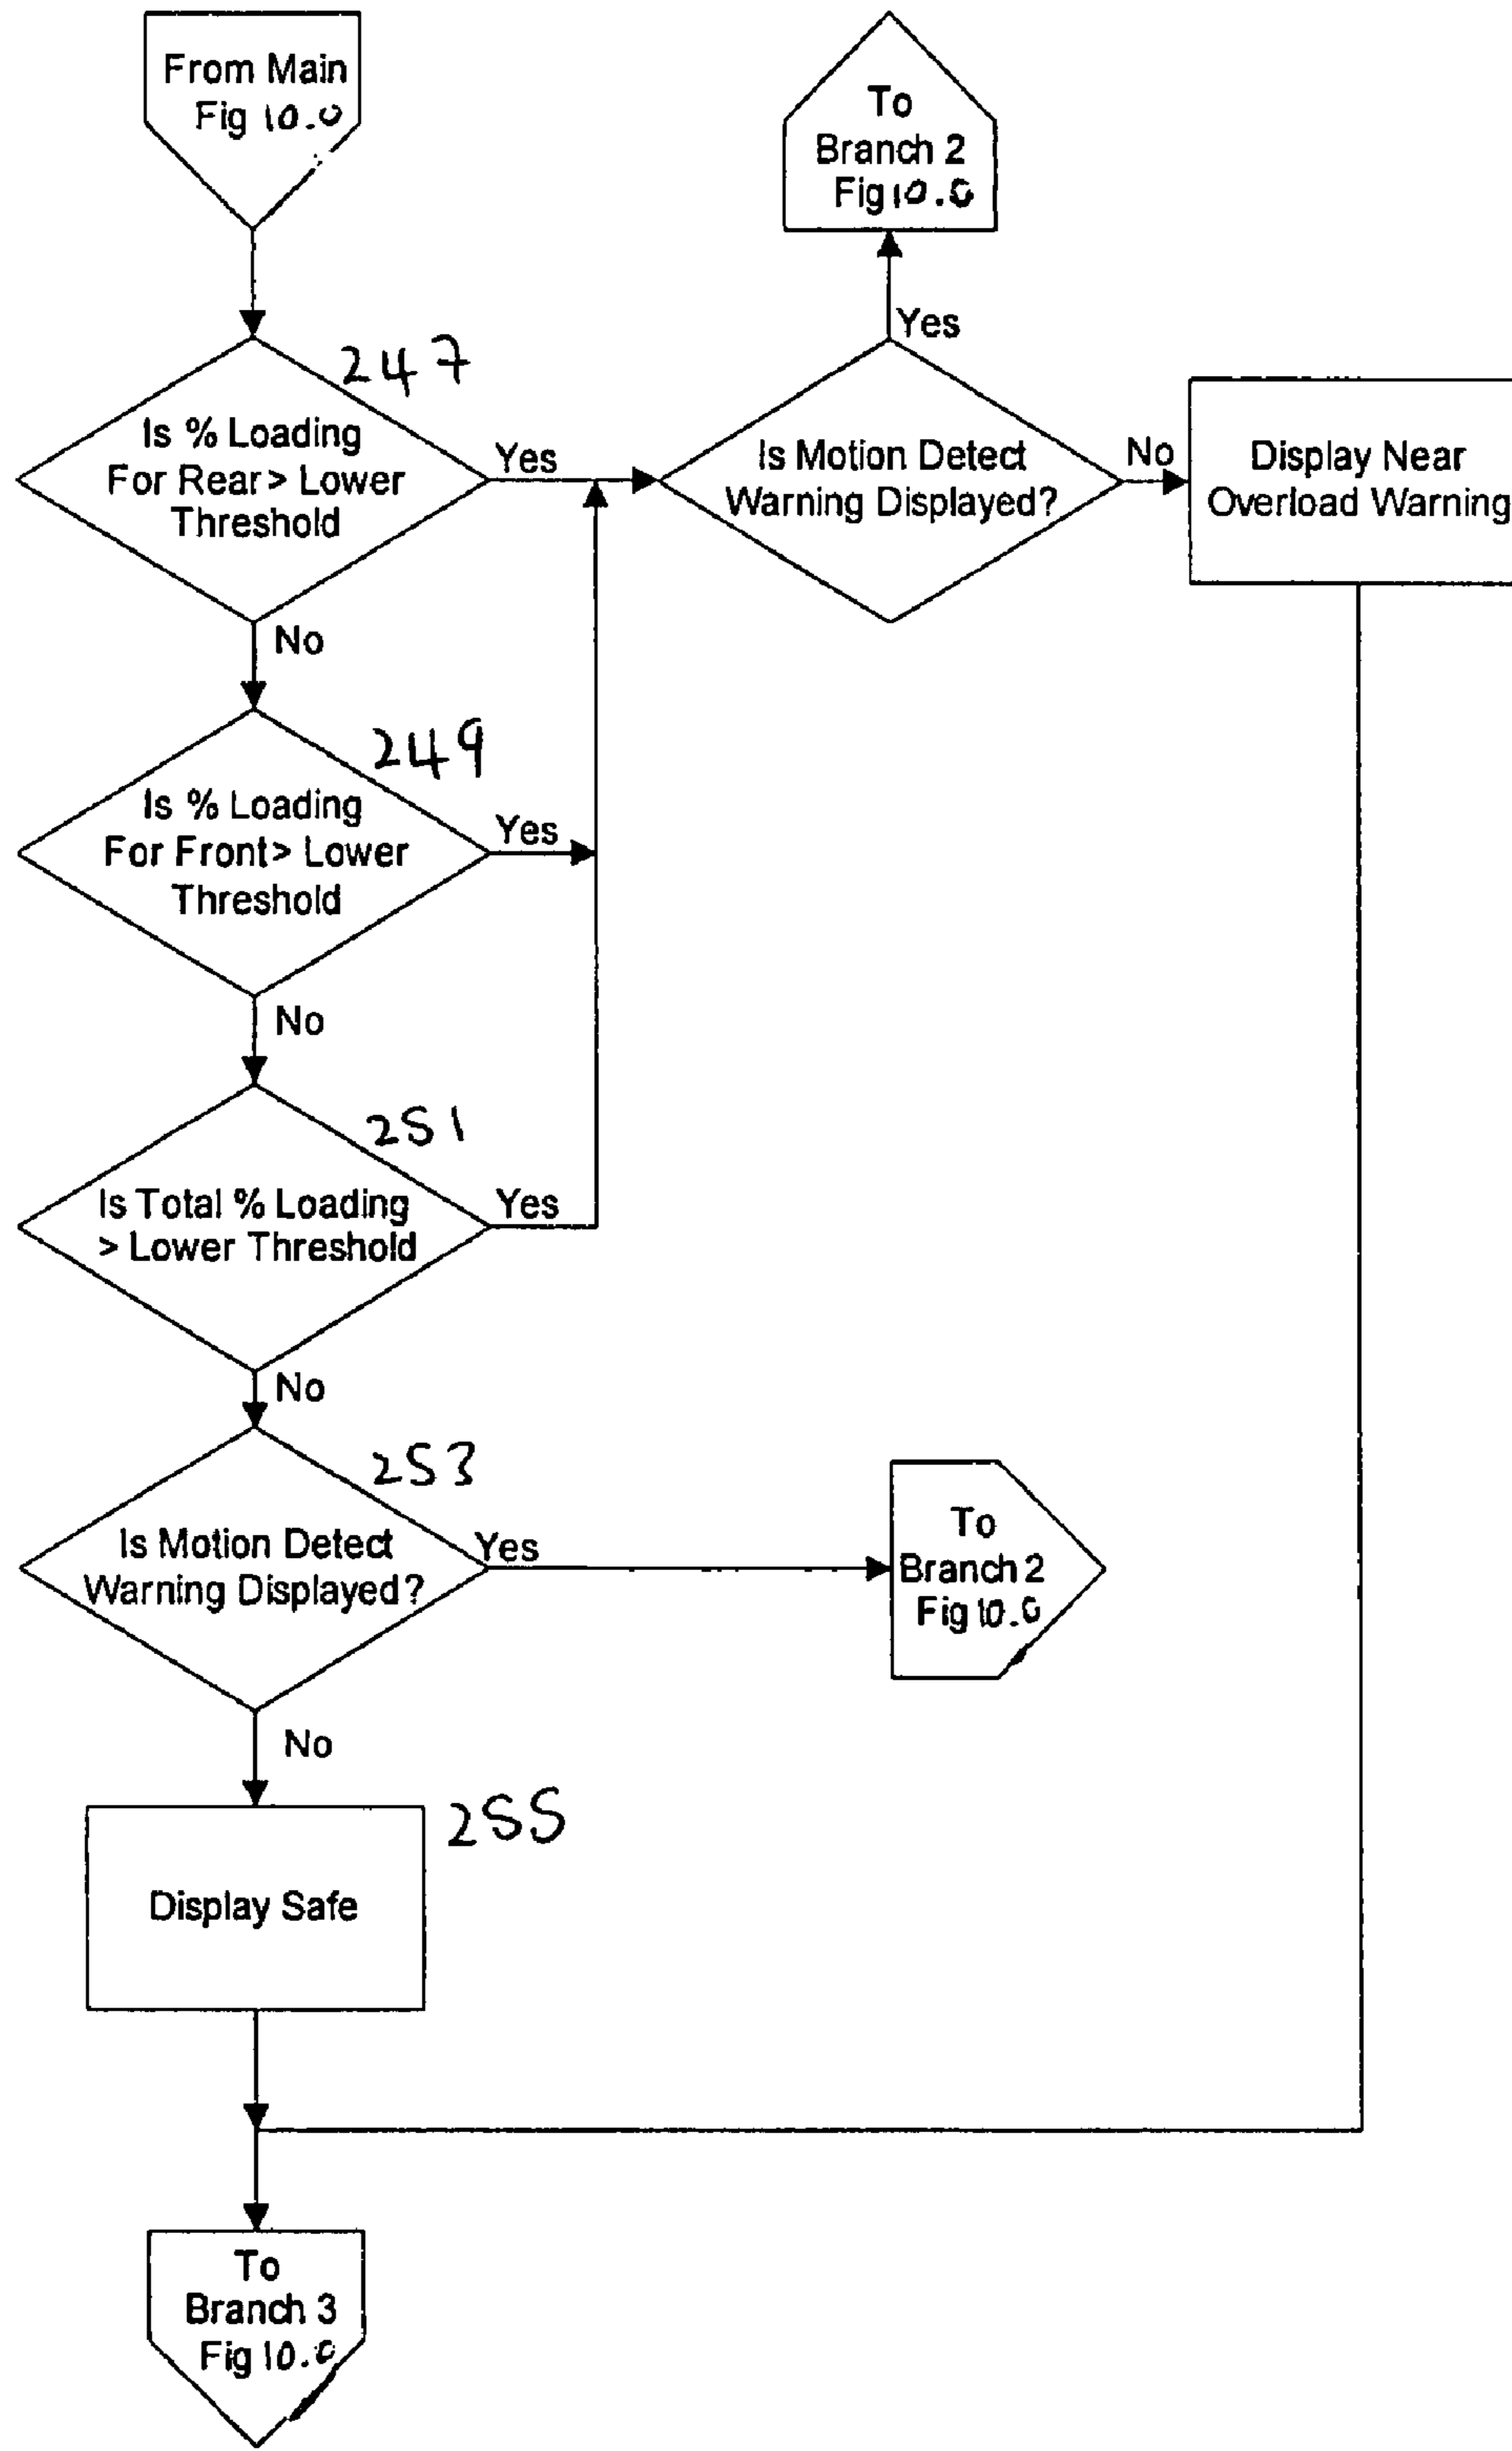 From Main
Fig 10.0
To
Branch 2
Fig 10.0
Yes
247
Is % Loading
For Rear > Lower
Threshold
Yes
Is Motion Detect
Warning Displayed?
No
Display Near
Overload Warning
No
249
Is % Loading
For Front > Lower
Threshold
Yes
No
251
Is Total % Loading
> Lower Threshold
Yes
No
253
Is Motion Detect
Warning Displayed?
Yes
To
Branch 2
Fig 10.0
No
255
Display Safe
To
Branch 3
Fig 10.0